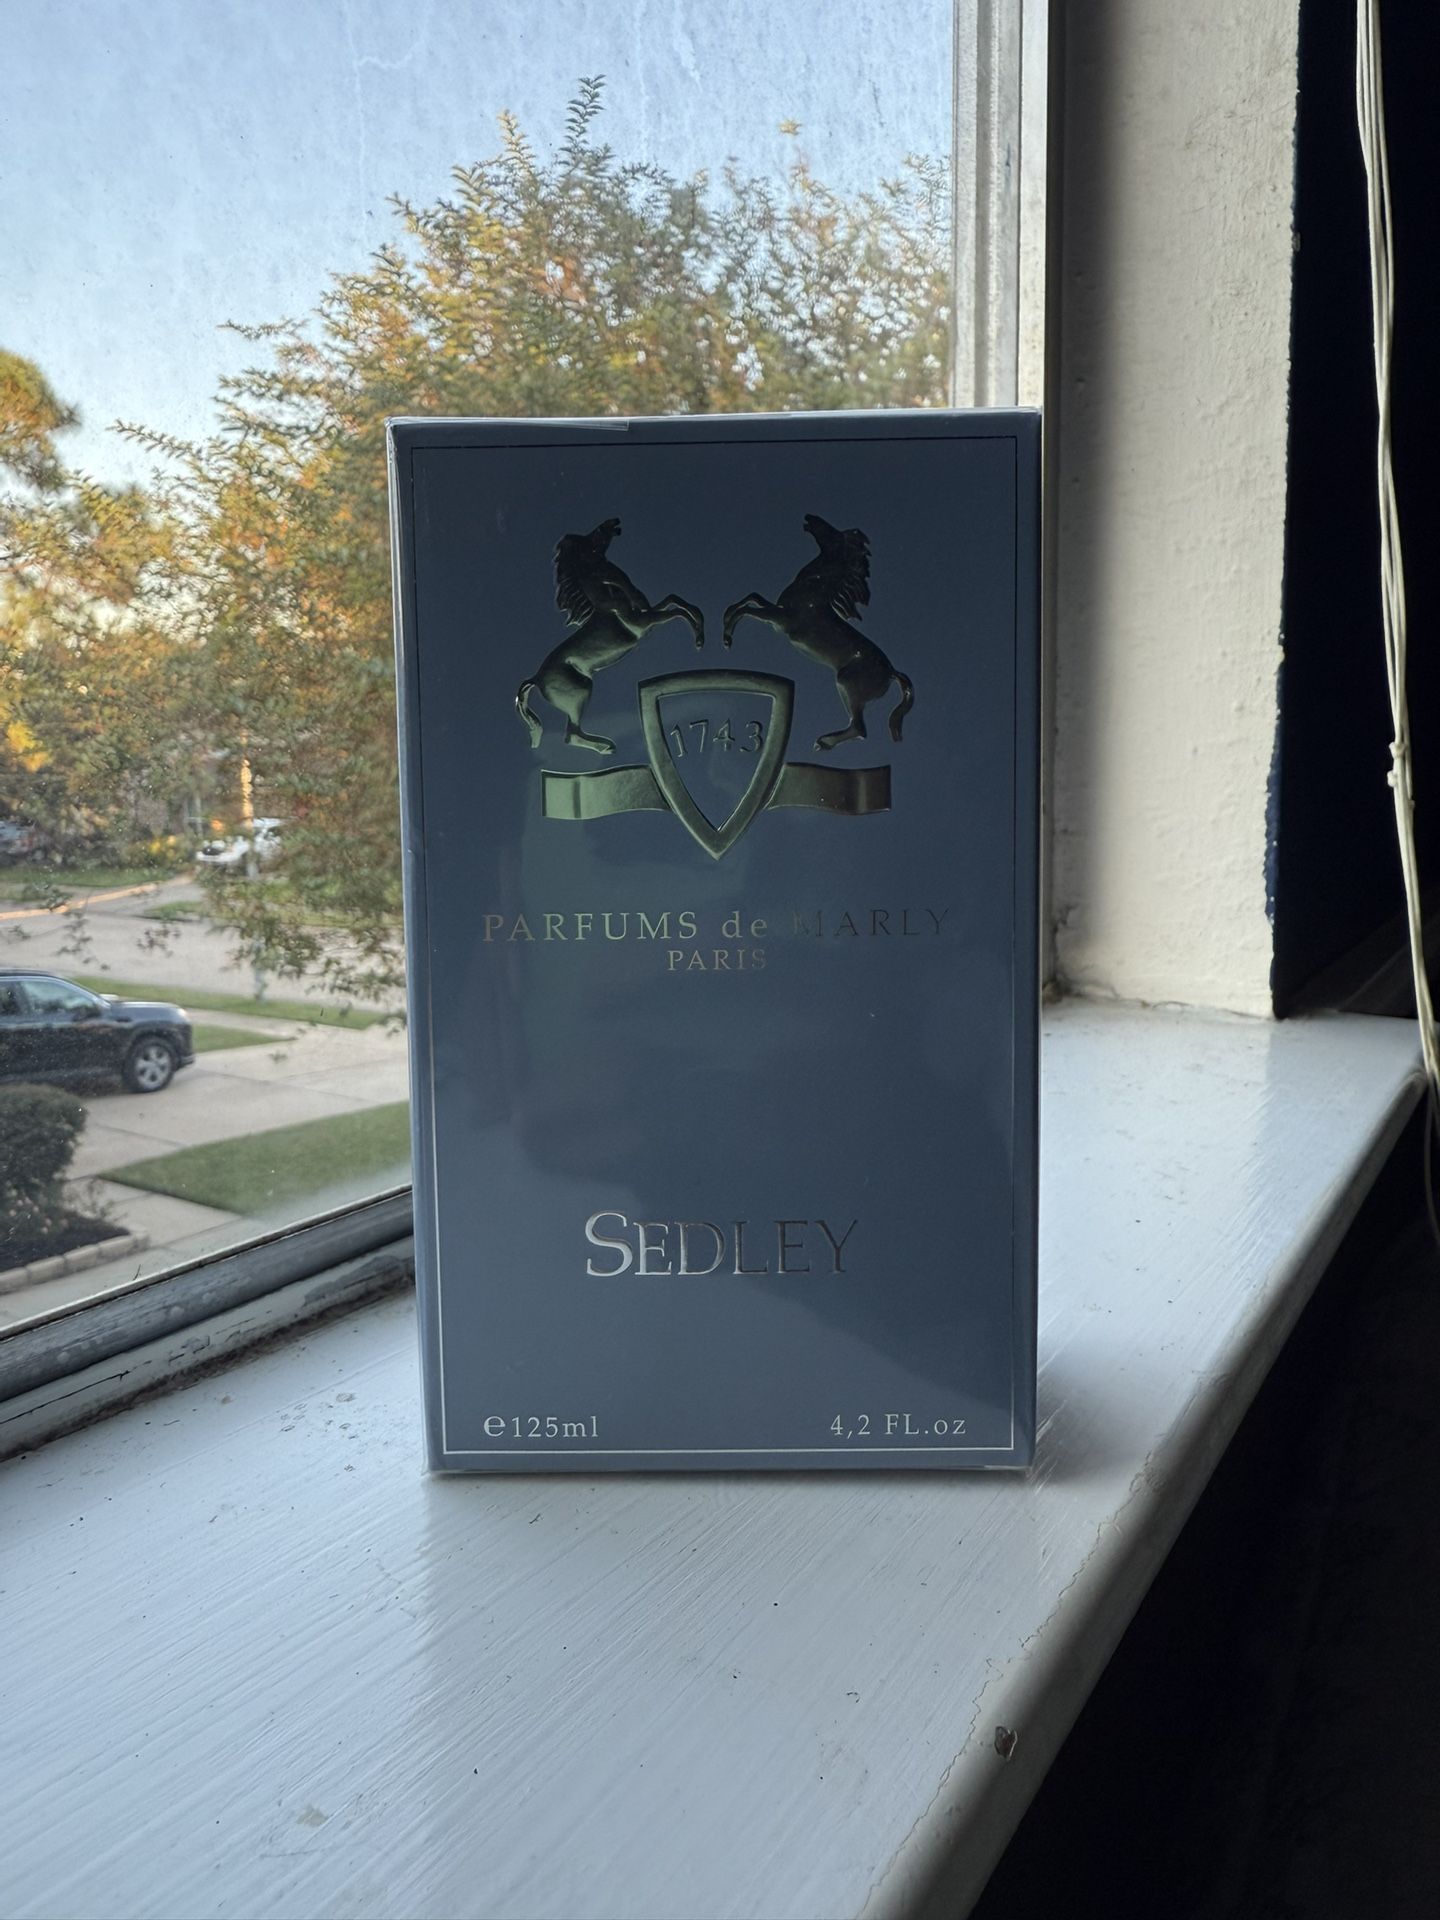 1743
PARFUMS de MARLY
PARIS
SEDLEY
℮125ml 4,2 FL.oz